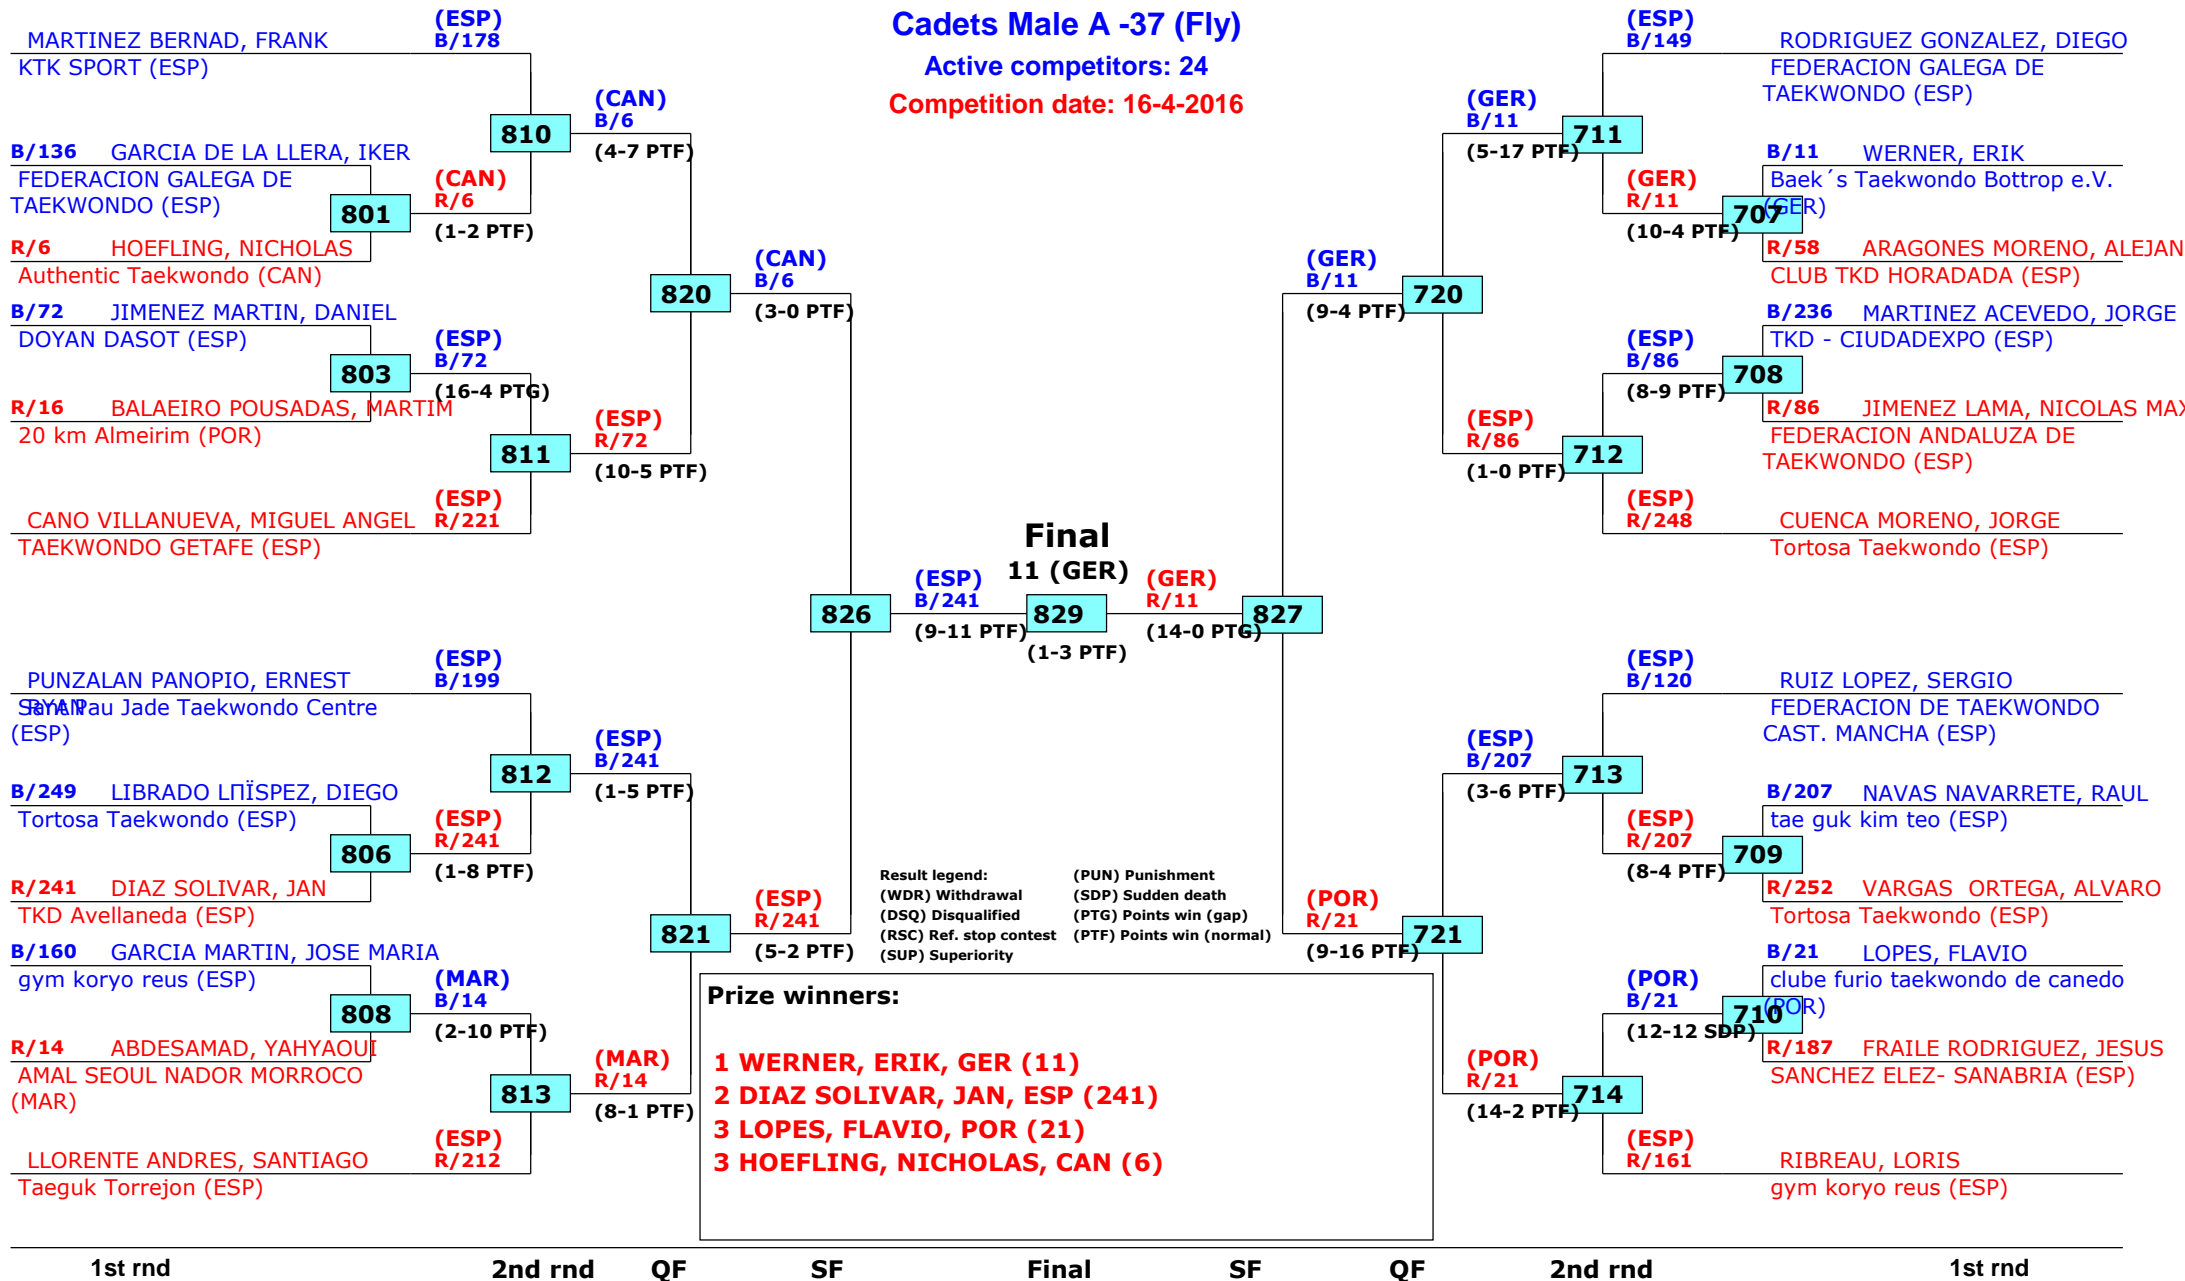 Cadets Male A -37 (Fly)
Active competitors: 24
Competition date: 16-4-2016
(ESP)
MARTINEZ BERNAD, FRANK B/178
KTK SPORT (ESP)
(CAN)
B/6
810
(4-7 PTF)
B/136 GARCIA DE LA LLERA, IKER
FEDERACION GALEGA DE
TAEKWONDO (ESP)
(CAN)
R/6
801
(1-2 PTF)
R/6 HOEFLING, NICHOLAS
Authentic Taekwondo (CAN)
(CAN)
B/6
820
(3-0 PTF)
B/72 JIMENEZ MARTIN, DANIEL
DOYAN DASOT (ESP)
(ESP)
B/72
803
(16-4 PTG)
R/16 BALAEIRO POUSADAS, MARTIM
20 km Almeirim (POR)
(ESP)
R/72
811
(10-5 PTF)
(ESP)
CANO VILLANUEVA, MIGUEL ANGEL R/221
TAEKWONDO GETAFE (ESP)
Final
11 (GER)
(ESP)
B/241
826
(9-11 PTF)
829
(1-3 PTF)
(GER)
R/11
827
(14-0 PTG)
(ESP)
PUNZALAN PANOPIO, ERNEST B/199
RYAN
Sant Pau Jade Taekwondo Centre
(ESP)
(ESP)
B/241
812
(1-5 PTF)
B/249 LIBRADO LПÏSPEZ, DIEGO
Tortosa Taekwondo (ESP)
(ESP)
R/241
806
(1-8 PTF)
R/241 DIAZ SOLIVAR, JAN
TKD Avellaneda (ESP)
(ESP)
R/241
821
(5-2 PTF)
B/160 GARCIA MARTIN, JOSE MARIA
gym koryo reus (ESP)
(MAR)
B/14
808
(2-10 PTF)
R/14 ABDESAMAD, YAHYAOUI
AMAL SEOUL NADOR MORROCO
(MAR)
(MAR)
R/14
813
(8-1 PTF)
(ESP)
LLORENTE ANDRES, SANTIAGO R/212
Taeguk Torrejon (ESP)
(ESP)
B/149 RODRIGUEZ GONZALEZ, DIEGO
FEDERACION GALEGA DE
TAEKWONDO (ESP)
(GER)
B/11
711
(5-17 PTF)
B/11 WERNER, ERIK
Baek´s Taekwondo Bottrop e.V.
(GER)
(GER)
R/11
707
(10-4 PTF)
R/58 ARAGONES MORENO, ALEJAN
CLUB TKD HORADADA (ESP)
(GER)
B/11
720
(9-4 PTF)
B/236 MARTINEZ ACEVEDO, JORGE
TKD - CIUDADEXPO (ESP)
(ESP)
B/86
708
(8-9 PTF)
R/86 JIMENEZ LAMA, NICOLAS MAX
FEDERACION ANDALUZA DE
TAEKWONDO (ESP)
(ESP)
R/86
712
(1-0 PTF)
(ESP)
R/248 CUENCA MORENO, JORGE
Tortosa Taekwondo (ESP)
(ESP)
B/120 RUIZ LOPEZ, SERGIO
FEDERACION DE TAEKWONDO
CAST. MANCHA (ESP)
(ESP)
B/207
713
(3-6 PTF)
B/207 NAVAS NAVARRETE, RAUL
tae guk kim teo (ESP)
(ESP)
R/207
709
(8-4 PTF)
R/252 VARGAS ORTEGA, ALVARO
Tortosa Taekwondo (ESP)
(POR)
R/21
721
(9-16 PTF)
B/21 LOPES, FLAVIO
clube furio taekwondo de canedo
(POR)
(POR)
B/21
710
(12-12 SDP)
R/187 FRAILE RODRIGUEZ, JESUS
SANCHEZ ELEZ- SANABRIA (ESP)
(POR)
R/21
714
(14-2 PTF)
(ESP)
R/161 RIBREAU, LORIS
gym koryo reus (ESP)
Result legend: (PUN) Punishment
(WDR) Withdrawal (SDP) Sudden death
(DSQ) Disqualified (PTG) Points win (gap)
(RSC) Ref. stop contest (PTF) Points win (normal)
(SUP) Superiority
Prize winners:
1 WERNER, ERIK, GER (11)
2 DIAZ SOLIVAR, JAN, ESP (241)
3 LOPES, FLAVIO, POR (21)
3 HOEFLING, NICHOLAS, CAN (6)
1st rnd 2nd rnd QF SF Final SF QF 2nd rnd 1st rnd